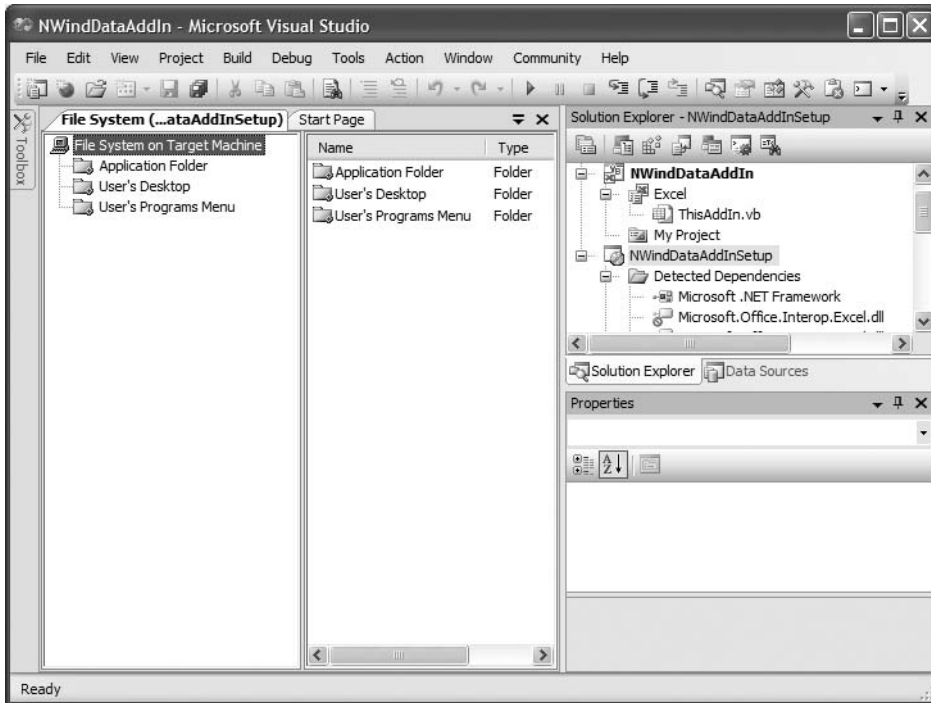 NWindDataAddIn - Microsoft Visual Studio
File Edit View Project Build Debug Tools Action Window Community Help
Toolbox
File System (...ataAddInSetup) Start Page
File System on Target Machine
Application Folder
User's Desktop
User's Programs Menu
Name Type
Application Folder Folder
User's Desktop Folder
User's Programs Menu Folder
Solution Explorer - NWindDataAddInSetup
NWindDataAddIn
Excel
ThisAddIn.vb
My Project
NWindDataAddInSetup
Detected Dependencies
Microsoft .NET Framework
Microsoft.Office.Interop.Excel.dll
Solution Explorer Data Sources
Properties
Ready